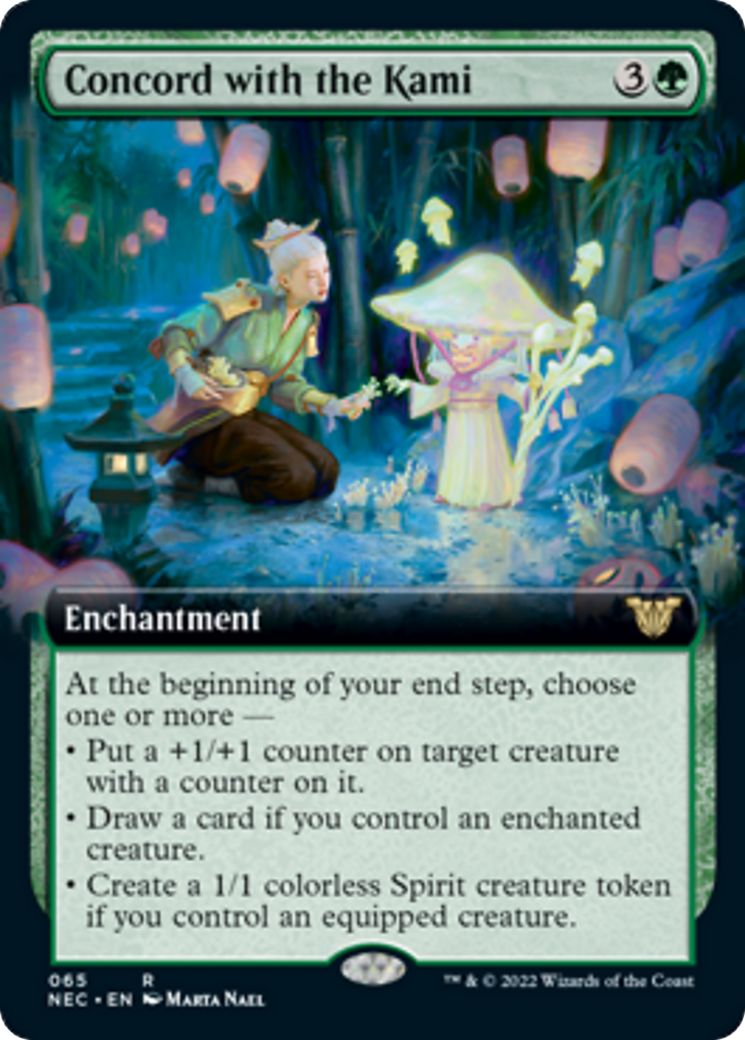 Concord with the Kami 3
Enchantment
At the beginning of your end step, choose
one or more —
• Put a +1/+1 counter on target creature
with a counter on it.
• Draw a card if you control an enchanted
creature.
• Create a 1/1 colorless Spirit creature token
if you control an equipped creature.
065 R
NEC • EN Marta Nael
™ & © 2022 Wizards of the Coast